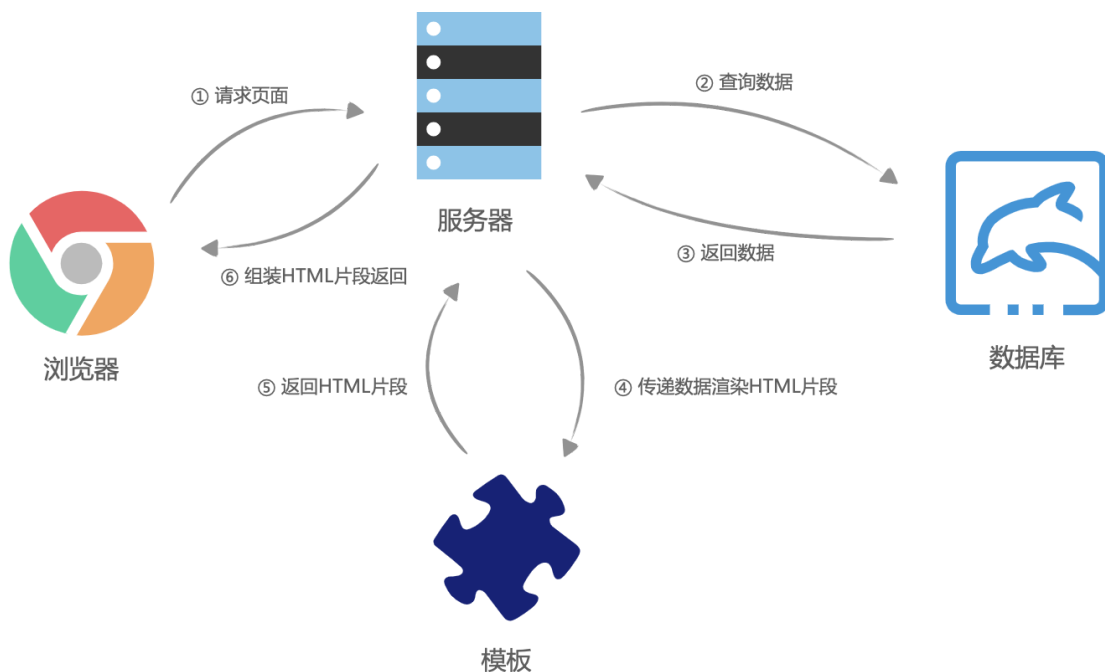 ① 请求页面
② 查询数据
服务器
③ 返回数据
⑥ 组装HTML片段返回
浏览器
数据库
⑤ 返回HTML片段
④ 传递数据渲染HTML片段
模板